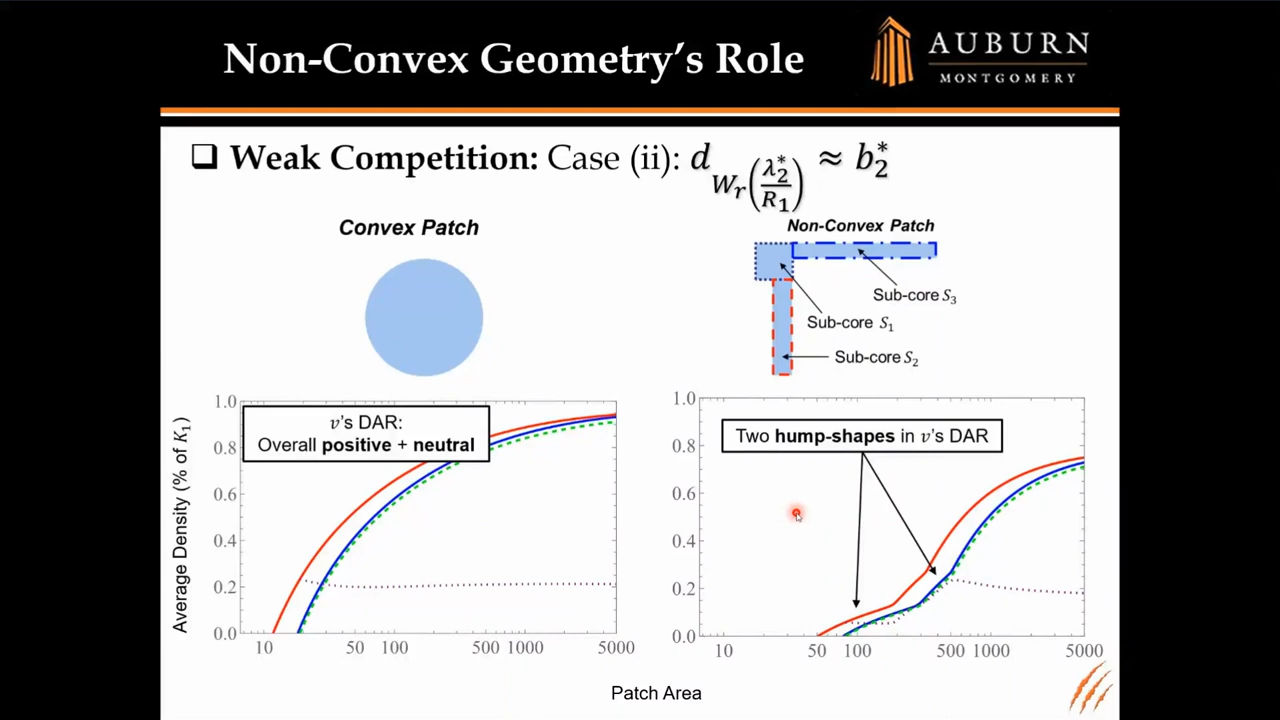 Non-Convex Geometry's Role
AUBURN
MONTGOMERY
❑ Weak Competition: Case (ii): d_{W_r(λ_2^*/R_1)} ≈ b_2^*
Convex Patch
Non-Convex Patch
Sub-core S₃
Sub-core S₁
Sub-core S₂
Average Density (% of K₁)
1.0
0.8
0.6
0.4
0.2
0.0
v's DAR:
Overall positive + neutral
10 50 100 500 1000 5000
1.0
0.8
0.6
0.4
0.2
0.0
Two hump-shapes in v's DAR
10 50 100 500 1000 5000
Patch Area